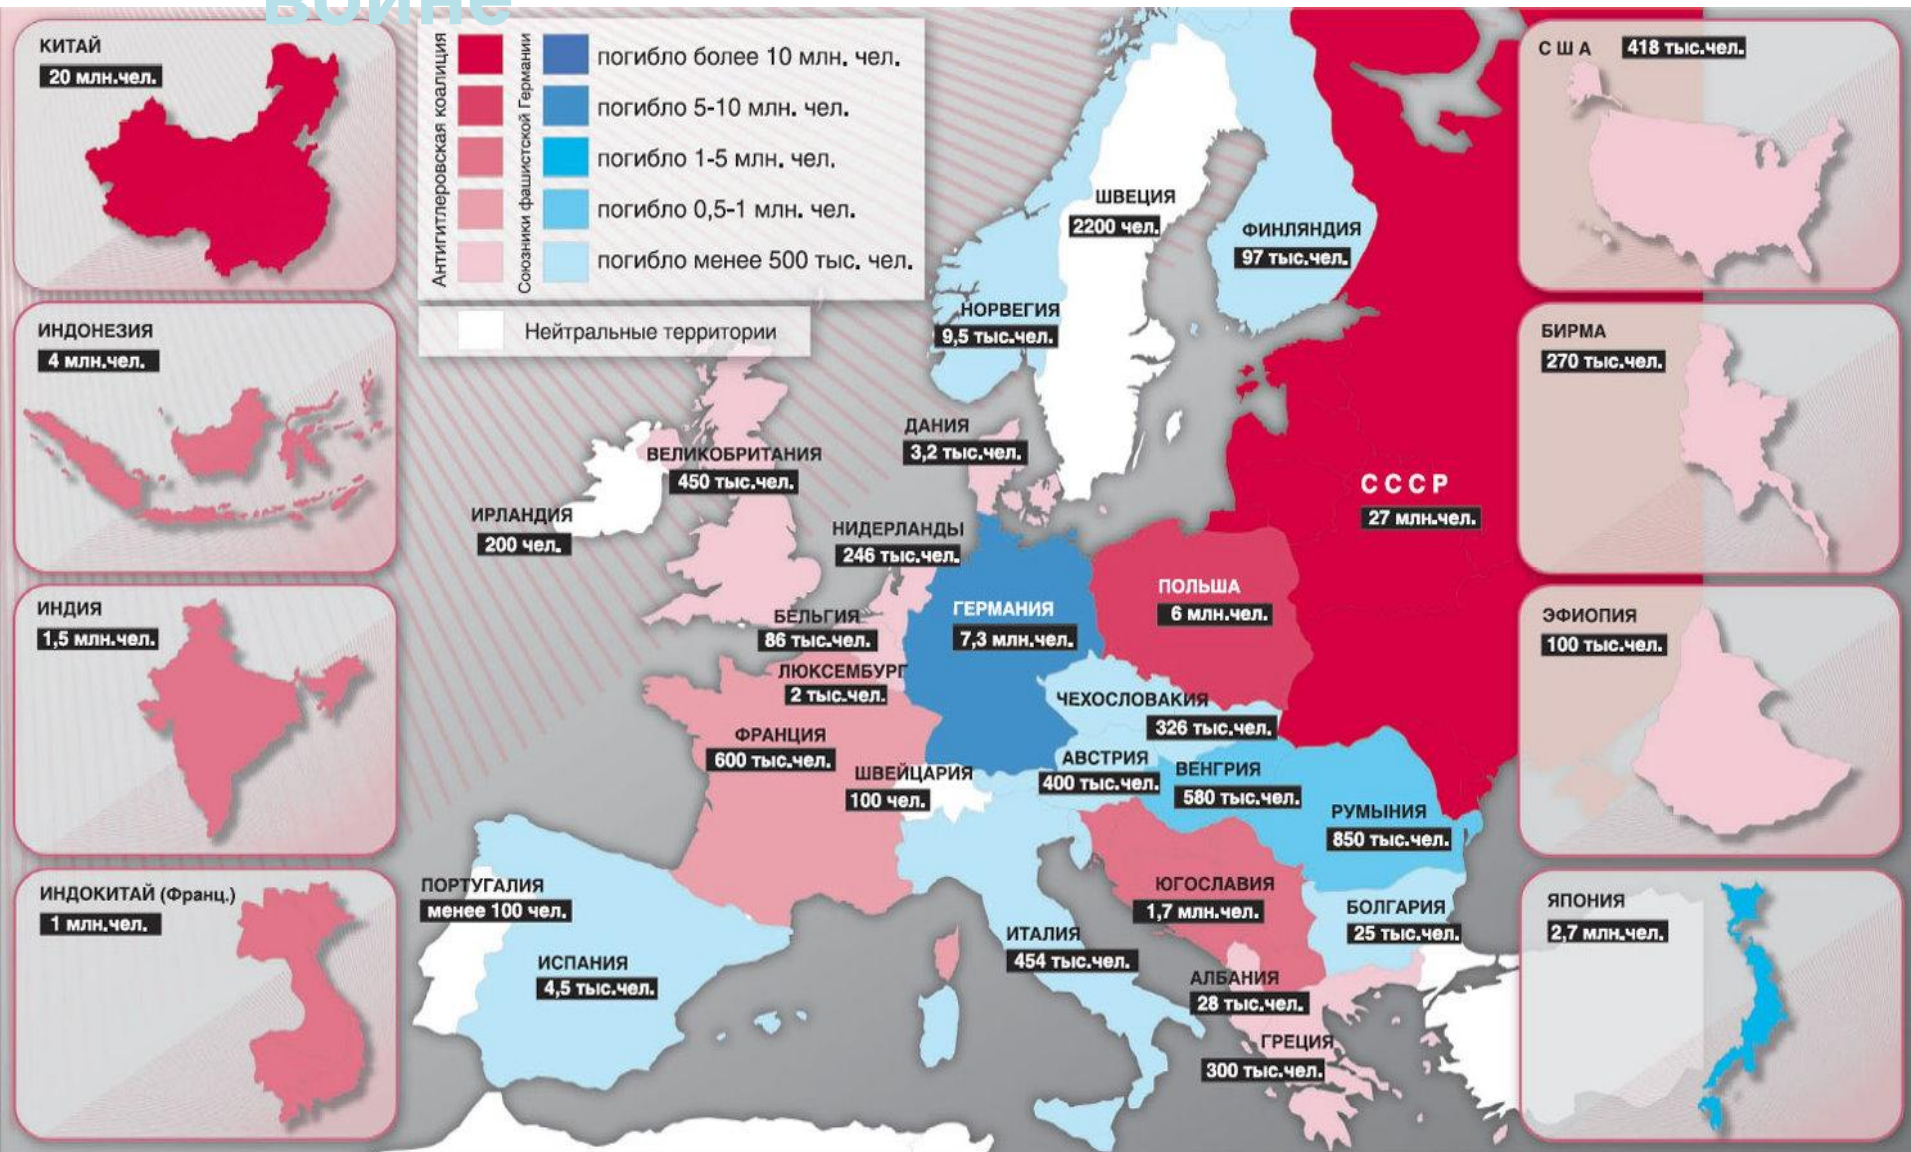 войне
КИТАЙ
20 млн.чел.
Антигитлеровская коалиция
Союзники фашистской Германии
погибло более 10 млн. чел.
погибло 5-10 млн. чел.
погибло 1-5 млн. чел.
погибло 0,5-1 млн. чел.
погибло менее 500 тыс. чел.
Нейтральные территории
США
418 тыс.чел.
ШВЕЦИЯ
2200 чел.
ФИНЛЯНДИЯ
97 тыс.чел.
НОРВЕГИЯ
9,5 тыс.чел.
ИНДОНЕЗИЯ
4 млн.чел.
БИРМА
270 тыс.чел.
ДАНИЯ
3,2 тыс.чел.
ВЕЛИКОБРИТАНИЯ
450 тыс.чел.
СССР
27 млн.чел.
ИРЛАНДИЯ
200 чел.
НИДЕРЛАНДЫ
246 тыс.чел.
ИНДИЯ
1,5 млн.чел.
БЕЛЬГИЯ
86 тыс.чел.
ГЕРМАНИЯ
7,3 млн.чел.
ПОЛЬША
6 млн.чел.
ЭФИОПИЯ
100 тыс.чел.
ЛЮКСЕМБУРГ
2 тыс.чел.
ЧЕХОСЛОВАКИЯ
326 тыс.чел.
ФРАНЦИЯ
600 тыс.чел.
ШВЕЙЦАРИЯ
100 чел.
АВСТРИЯ
400 тыс.чел.
ВЕНГРИЯ
580 тыс.чел.
РУМЫНИЯ
850 тыс.чел.
ИНДОКИТАЙ (Франц.)
1 млн.чел.
ПОРТУГАЛИЯ
менее 100 чел.
ЮГОСЛАВИЯ
1,7 млн.чел.
БОЛГАРИЯ
25 тыс.чел.
ЯПОНИЯ
2,7 млн.чел.
ИСПАНИЯ
4,5 тыс.чел.
ИТАЛИЯ
454 тыс.чел.
АЛБАНИЯ
28 тыс.чел.
ГРЕЦИЯ
300 тыс.чел.